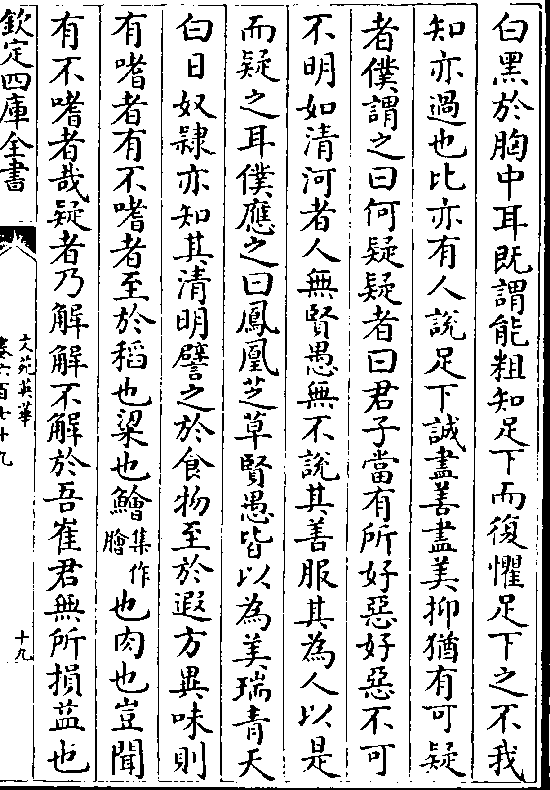 白黑於胸中耳既謂能粗知足下而復懼足下之不我
知亦過也比亦有人說足下誠盡善盡美抑猶有可疑
者僕謂之曰何疑疑者曰君子當有所好惡好惡不可
不明如清河者人無賢愚無不說其善服其為人以是
而疑之耳僕應之曰鳳凰芝草賢愚皆以為美瑞青天
白日奴隸亦知其清明譬之於食物至於遐方異味則
有嗜者有不嗜者至於稻也粱也鱠集作膾也肉也豈聞
有不嗜者哉疑者乃解解不解於吾崔君無所損益也
欽定四庫全書
文苑英華
卷六百七十九
十九